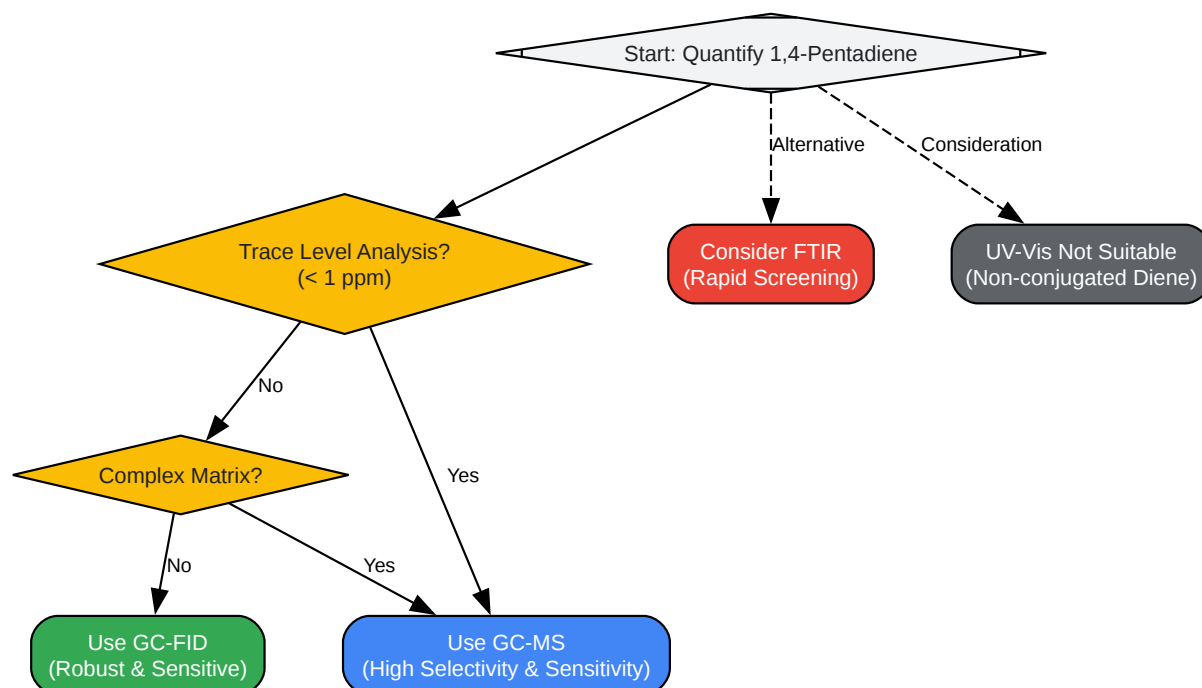 Start: Quantify 1,4-Pentadiene
Alternative
Consideration
Trace Level Analysis?
(< 1 ppm)
Consider FTIR
(Rapid Screening)
UV-Vis Not Suitable
(Non-conjugated Diene)
No
Yes
Complex Matrix?
No
Yes
Use GC-FID
(Robust & Sensitive)
Use GC-MS
(High Selectivity & Sensitivity)